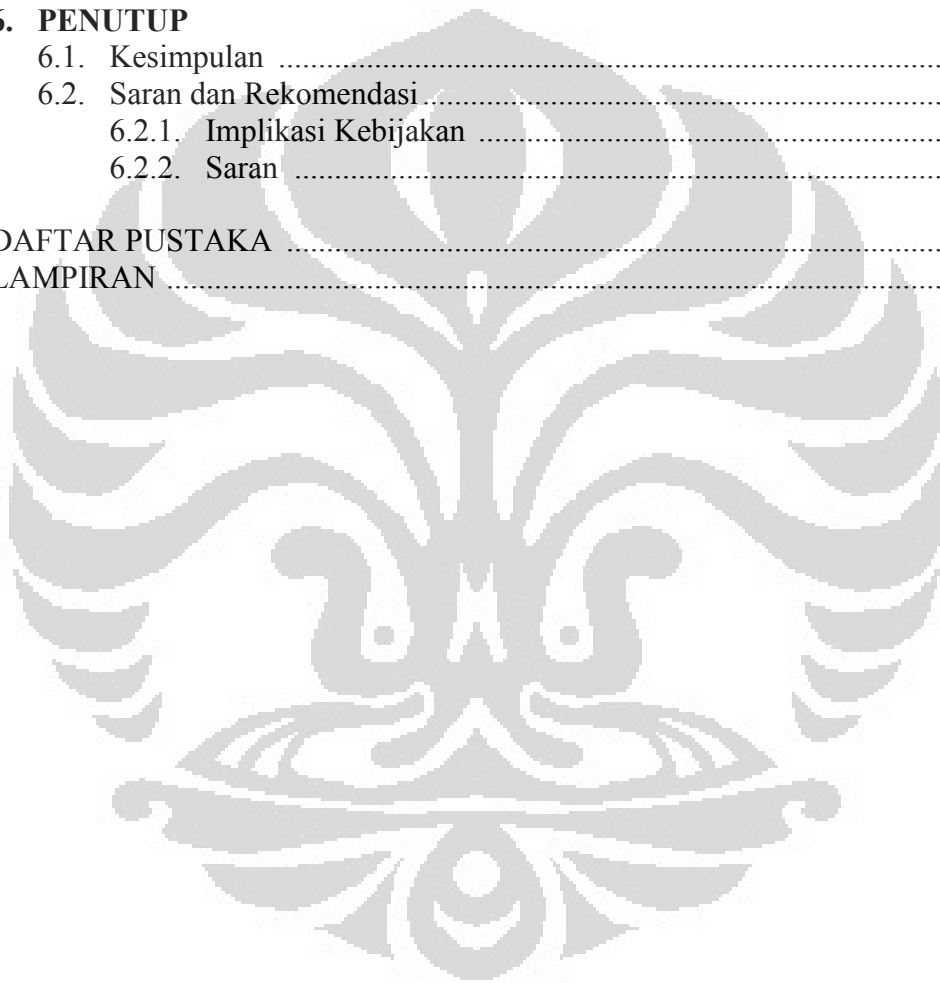 6. PENUTUP
6.1. Kesimpulan ................................................................................
6.2. Saran dan Rekomendasi ................................................................
6.2.1. Implikasi Kebijakan ..........................................................
6.2.2. Saran ................................................................................
DAFTAR PUSTAKA ................................................................................
LAMPIRAN ................................................................................